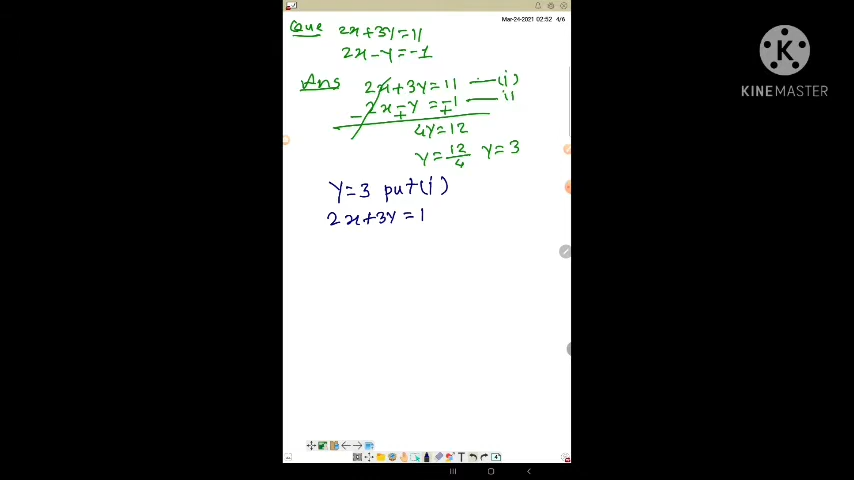 Mar-24-2021 02:52 4/6
Que 2x+3y=11
2x-y=-1
Ans 2x+3y=11 —(i)
2x-y=-1 —ii
- + +
4y=12
y=12/4 y=3
y=3 put(i)
2x+3y=1
K
KINEMASTER
T
4